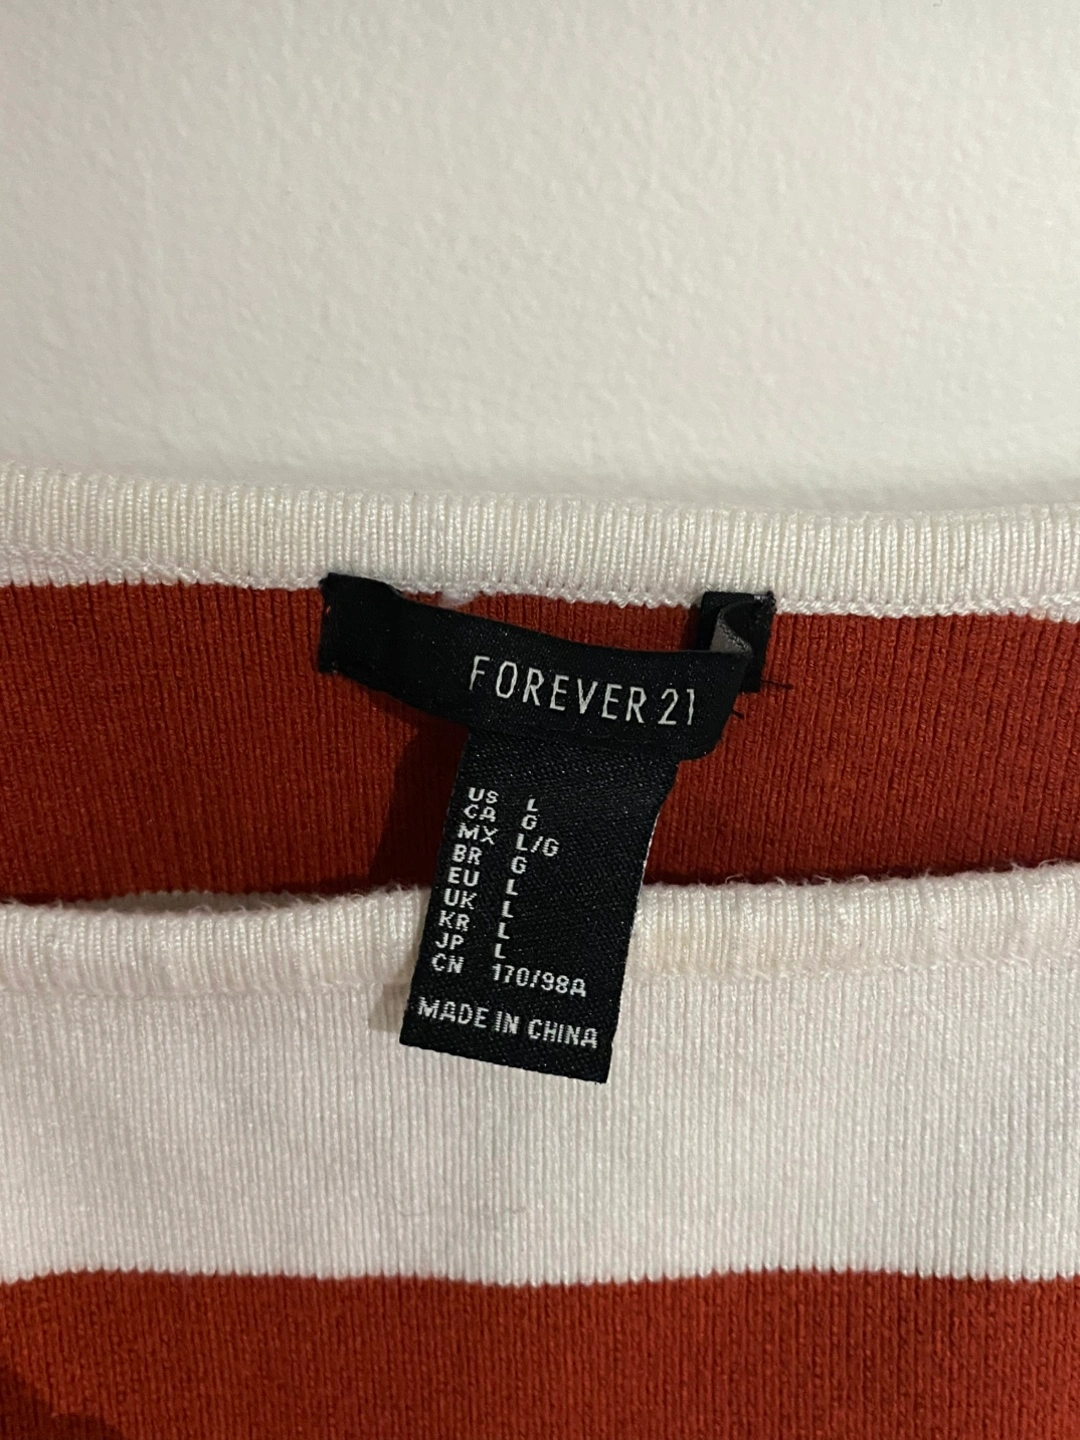 FOREVER 21
US L
CA G
MX L/G
BR G
EU L
UK L
KR L
JP L
CN 170/98A
MADE IN CHINA